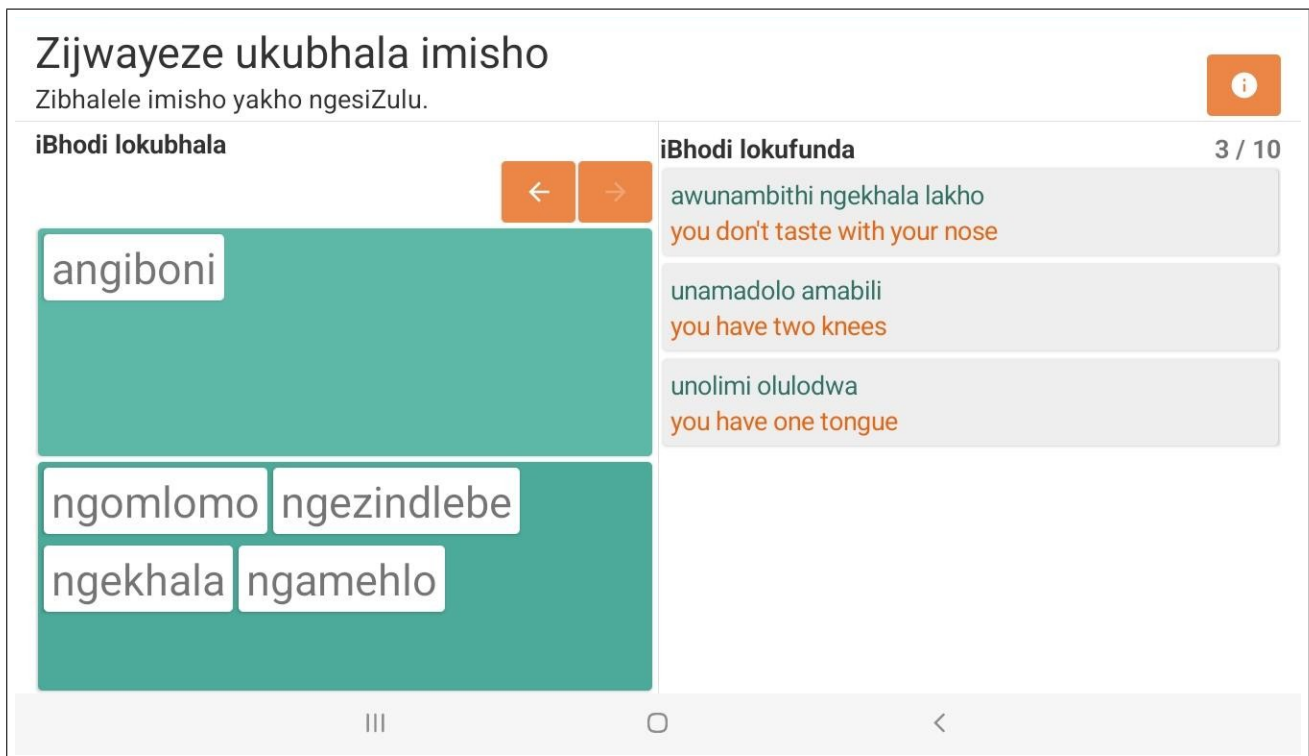 Zijwayeze ukubhala imisho
Zibhalele imisho yakho ngesiZulu.
iBhodi lokubhala
angiboni
ngomlomo ngezindlebe
ngekhala ngamehlo
iBhodi lokufunda 3 / 10
awunambithi ngekhala lakho
you don't taste with your nose
unamadolo amabili
you have two knees
unolimi olulodwa
you have one tongue